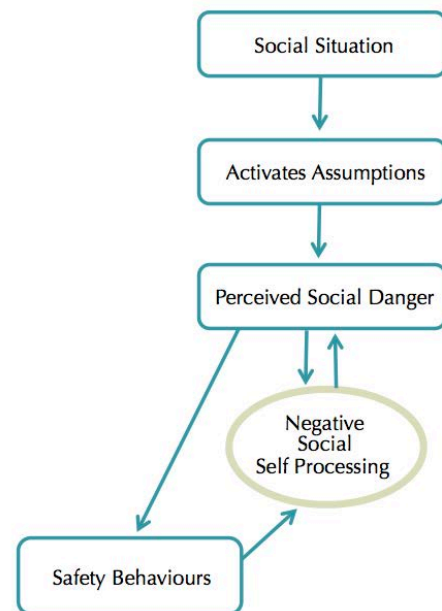 Social Situation
Activates Assumptions
Perceived Social Danger
Negative
Social
Self Processing
Safety Behaviours